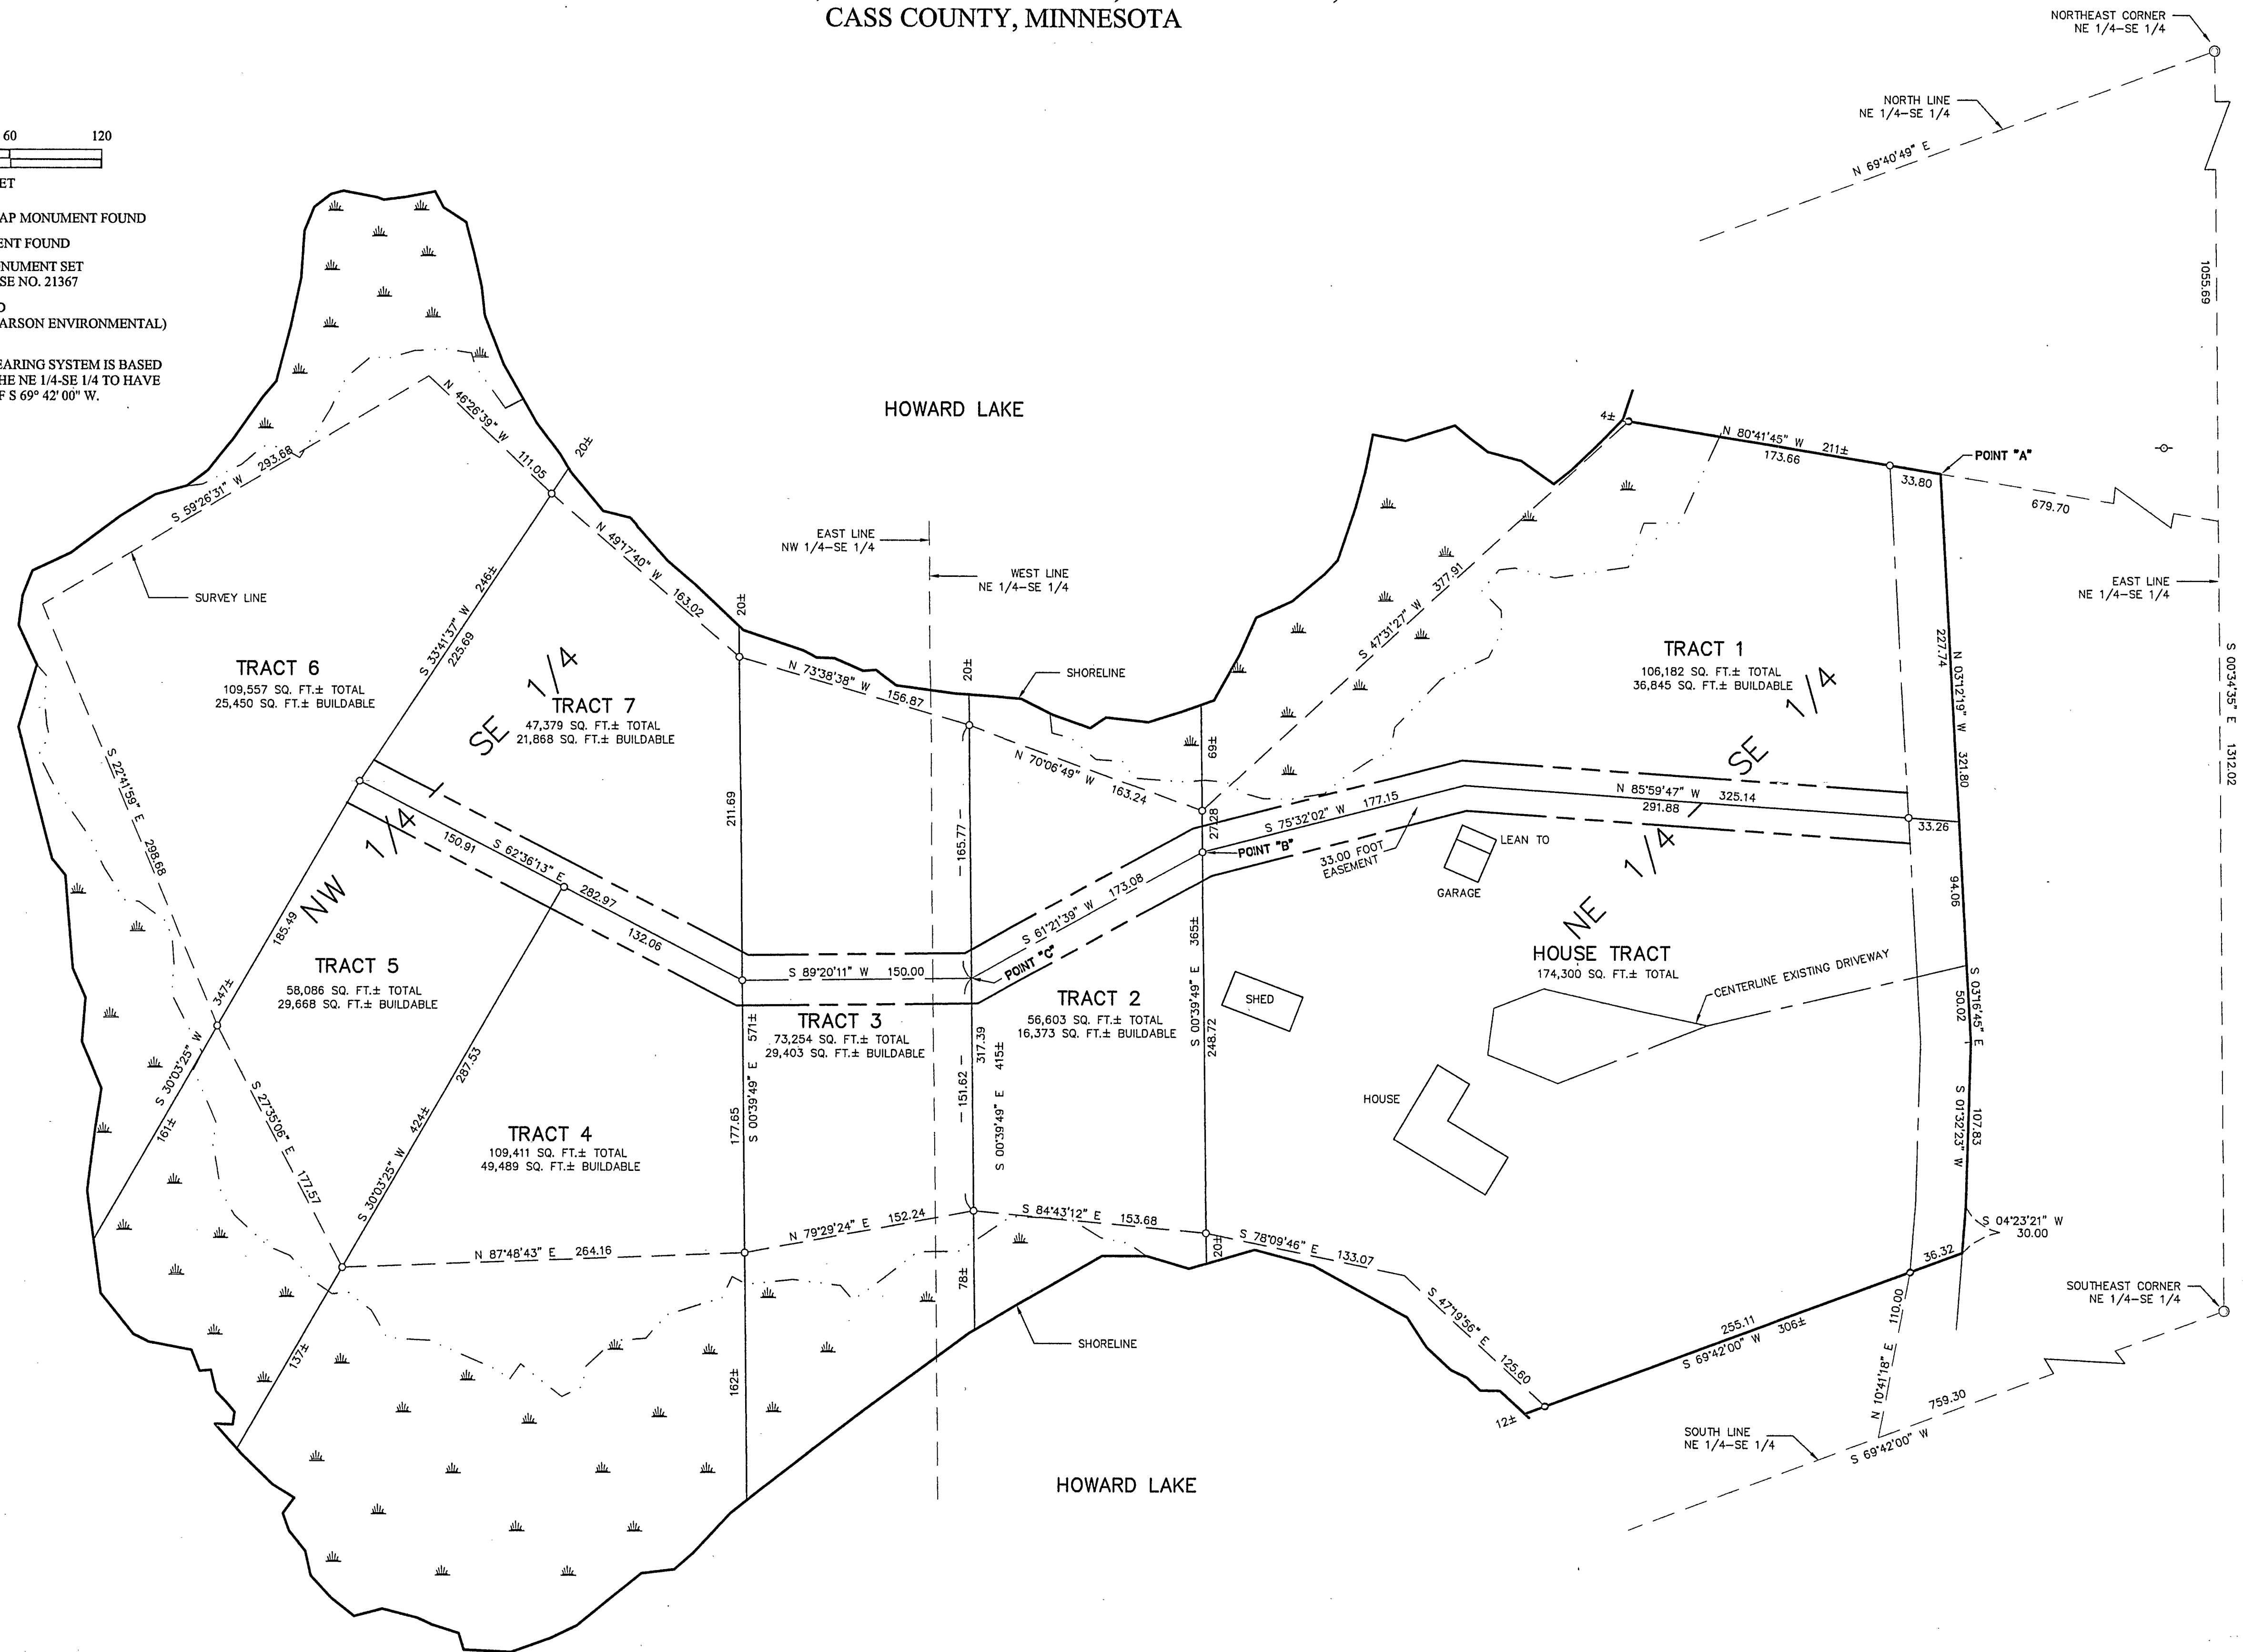 CASS COUNTY, MINNESOTA
NORTHEAST CORNER
NE 1/4-SE 1/4
NORTH LINE
NE 1/4-SE 1/4
N 69°40'49" E
1055.69
60 120
ET
AP MONUMENT FOUND
ENT FOUND
NUMENT SET
SE NO. 21367
D
ARSON ENVIRONMENTAL)
EARING SYSTEM IS BASED
HE NE 1/4-SE 1/4 TO HAVE
F S 69° 42' 00" W.
HOWARD LAKE
N 46°26'39" W
111.05
20±
S 59°26'31" W 293.68
SURVEY LINE
4±
N 80°41'45" W 211±
173.66
33.80
POINT "A"
679.70
EAST LINE
NW 1/4-SE 1/4
WEST LINE
NE 1/4-SE 1/4
EAST LINE
NE 1/4-SE 1/4
N 49°17'40" W 163.02
20±
S 33°41'37" W 246±
225.69
S 47°31'27" W 377.91
TRACT 6
109,557 SQ. FT.± TOTAL
25,450 SQ. FT.± BUILDABLE
SE 1/4
TRACT 7
47,379 SQ. FT.± TOTAL
21,868 SQ. FT.± BUILDABLE
N 73°38'38" W 156.87
20±
SHORELINE
TRACT 1
106,182 SQ. FT.± TOTAL
36,845 SQ. FT.± BUILDABLE
SE 1/4
227.74
N 03°12'19" W 321.80
S 00°34'35" E 1312.02
N 70°06'49" W 163.24
69±
27.28
S 22°41'59" E 298.68
211.69
165.77
S 75°32'02" W 177.15
N 85°59'47" W 325.14
291.88
33.26
POINT "B"
33.00 FOOT
EASEMENT
LEAN TO
GARAGE
NW 1/4
150.91
S 62°36'13" E 282.97
132.06
185.49
S 61°21'39" W 173.08
POINT "C"
S 89°20'11" W 150.00
NE 1/4
94.06
HOUSE TRACT
174,300 SQ. FT.± TOTAL
CENTERLINE EXISTING DRIVEWAY
TRACT 5
58,086 SQ. FT.± TOTAL
29,668 SQ. FT.± BUILDABLE
347±
S 30°03'25" W
161±
287.53
TRACT 3
73,254 SQ. FT.± TOTAL
29,403 SQ. FT.± BUILDABLE
TRACT 2
56,603 SQ. FT.± TOTAL
16,373 SQ. FT.± BUILDABLE
SHED
S 00°39'49" E 365±
248.72
S 03°16'45" E
50.02
571±
S 00°39'49" E
177.65
317.39
151.62
S 00°39'49" E 415±
HOUSE
107.83
S 01°32'23" W
S 27°35'06" E 177.57
TRACT 4
109,411 SQ. FT.± TOTAL
49,489 SQ. FT.± BUILDABLE
S 30°03'25" W 424±
N 87°48'43" E 264.16
N 79°29'24" E 152.24
S 84°43'12" E 153.68
20±
S 78°09'46" E 133.07
S 04°23'21" W
30.00
36.32
78±
SHORELINE
S 47°19'56" E 125.60
255.11
S 69°42'00" W 306±
N 10°41'18" E 110.00
SOUTHEAST CORNER
NE 1/4-SE 1/4
137±
162±
12±
759.30
SOUTH LINE
NE 1/4-SE 1/4
S 69°42'00" W
HOWARD LAKE